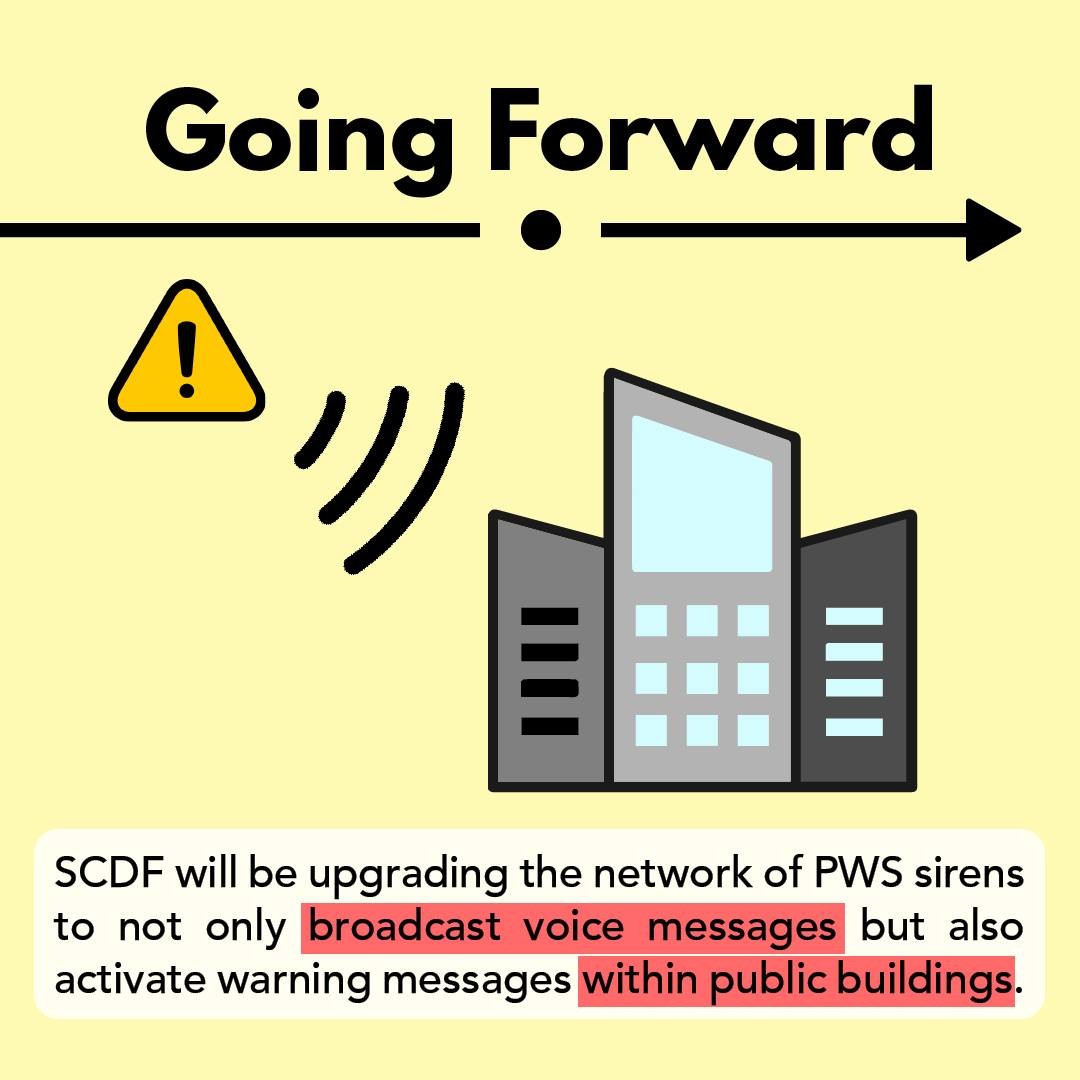 Going Forward
!
SCDF will be upgrading the network of PWS sirens
to not only broadcast voice messages but also
activate warning messages within public buildings.